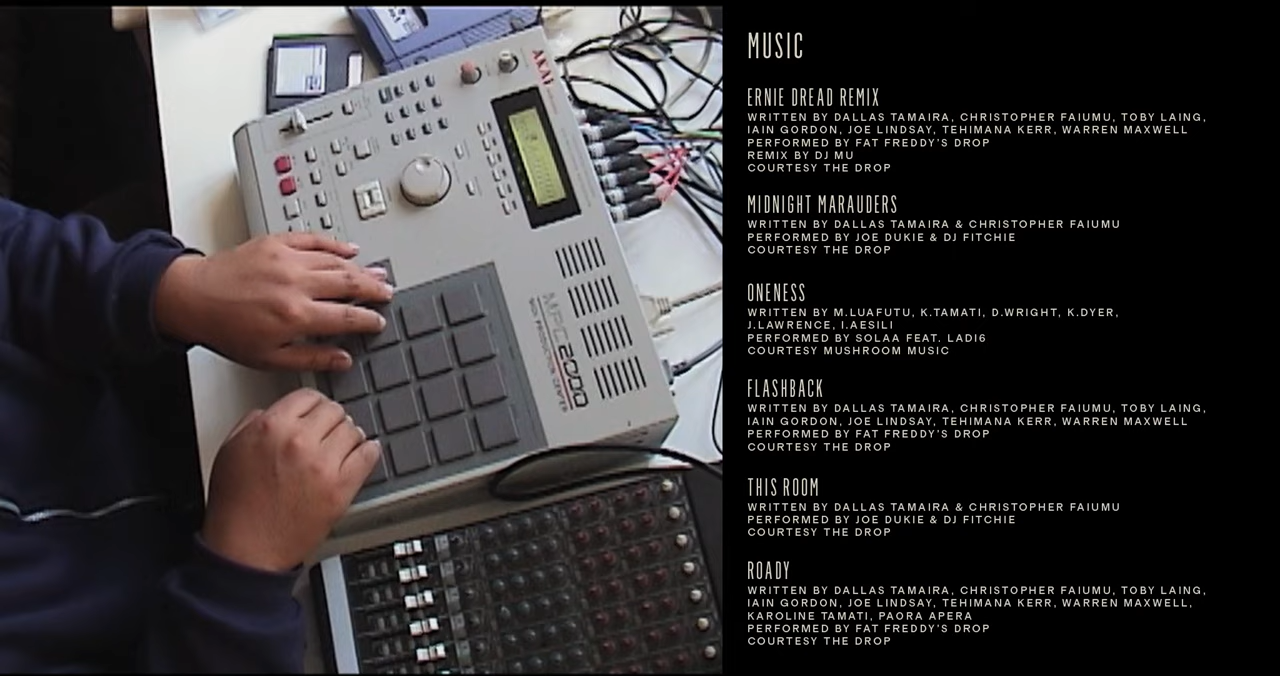 AKAI
MPC2000
MUSIC
ERNIE DREAD REMIX
WRITTEN BY DALLAS TAMAIRA, CHRISTOPHER FAIUMU, TOBY LAING,
IAIN GORDON, JOE LINDSAY, TEHIMANA KERR, WARREN MAXWELL
PERFORMED BY FAT FREDDY'S DROP
REMIX BY DJ MU
COURTESY THE DROP
MIDNIGHT MARAUDERS
WRITTEN BY DALLAS TAMAIRA & CHRISTOPHER FAIUMU
PERFORMED BY JOE DUKIE & DJ FITCHIE
COURTESY THE DROP
ONENESS
WRITTEN BY M.LUAFUTU, K.TAMATI, D.WRIGHT, K.DYER,
J.LAWRENCE, I.AESILI
PERFORMED BY SOLAA FEAT. LADI6
COURTESY MUSHROOM MUSIC
FLASHBACK
WRITTEN BY DALLAS TAMAIRA, CHRISTOPHER FAIUMU, TOBY LAING,
IAIN GORDON, JOE LINDSAY, TEHIMANA KERR, WARREN MAXWELL
PERFORMED BY FAT FREDDY'S DROP
COURTESY THE DROP
THIS ROOM
WRITTEN BY DALLAS TAMAIRA & CHRISTOPHER FAIUMU
PERFORMED BY JOE DUKIE & DJ FITCHIE
COURTESY THE DROP
ROADY
WRITTEN BY DALLAS TAMAIRA, CHRISTOPHER FAIUMU, TOBY LAING,
IAIN GORDON, JOE LINDSAY, TEHIMANA KERR, WARREN MAXWELL,
KAROLINE TAMATI, PAORA APERA
PERFORMED BY FAT FREDDY'S DROP
COURTESY THE DROP